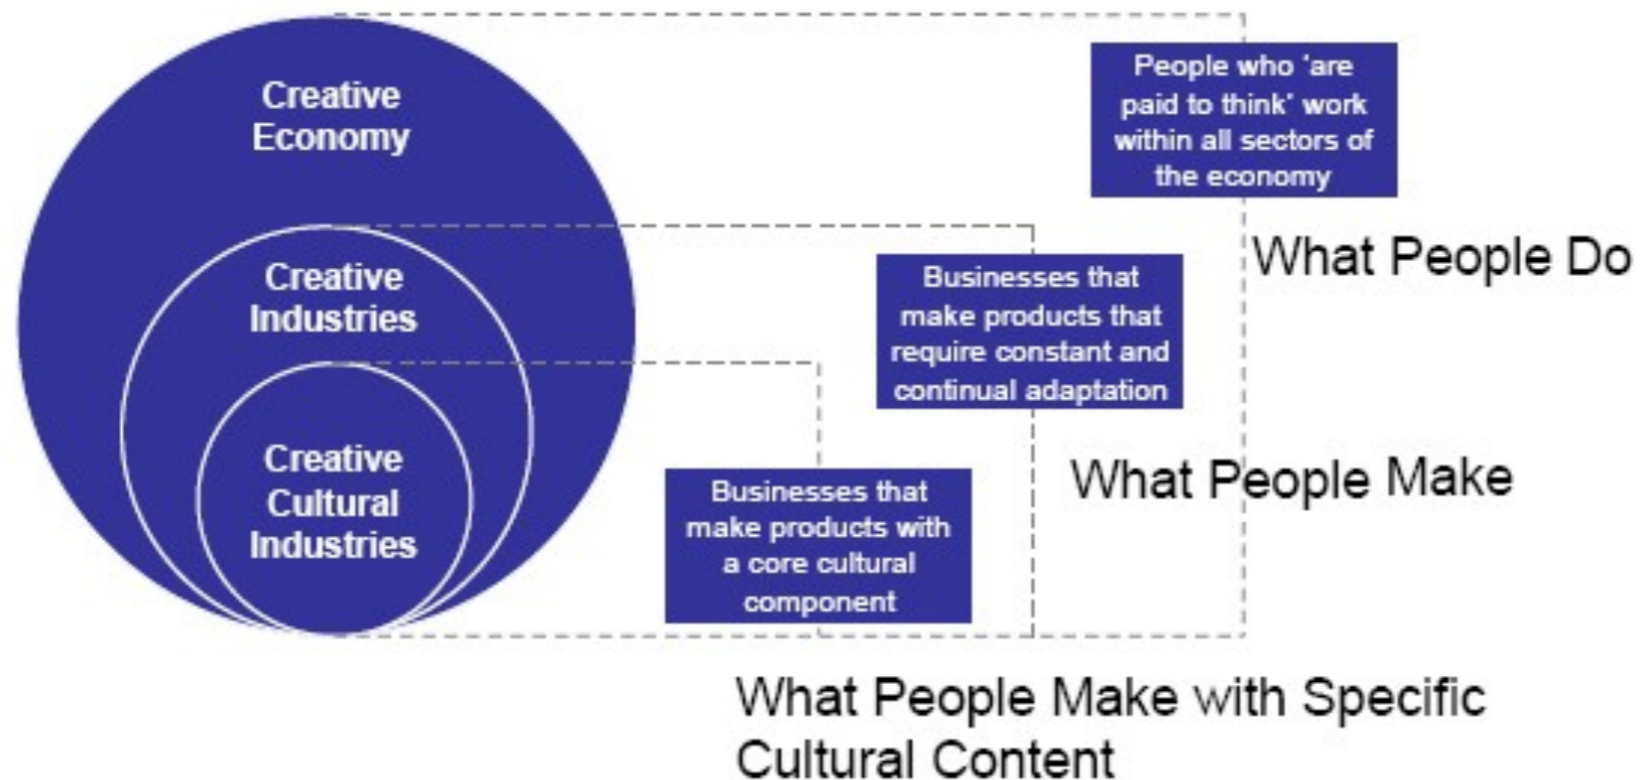 Creative
Economy
People who 'are
paid to think' work
within all sectors of
the economy
What People Do
Creative
Industries
Businesses that
make products that
require constant and
continual adaptation
What People Make
Creative
Cultural
Industries
Businesses that
make products with
a core cultural
component
What People Make with Specific
Cultural Content